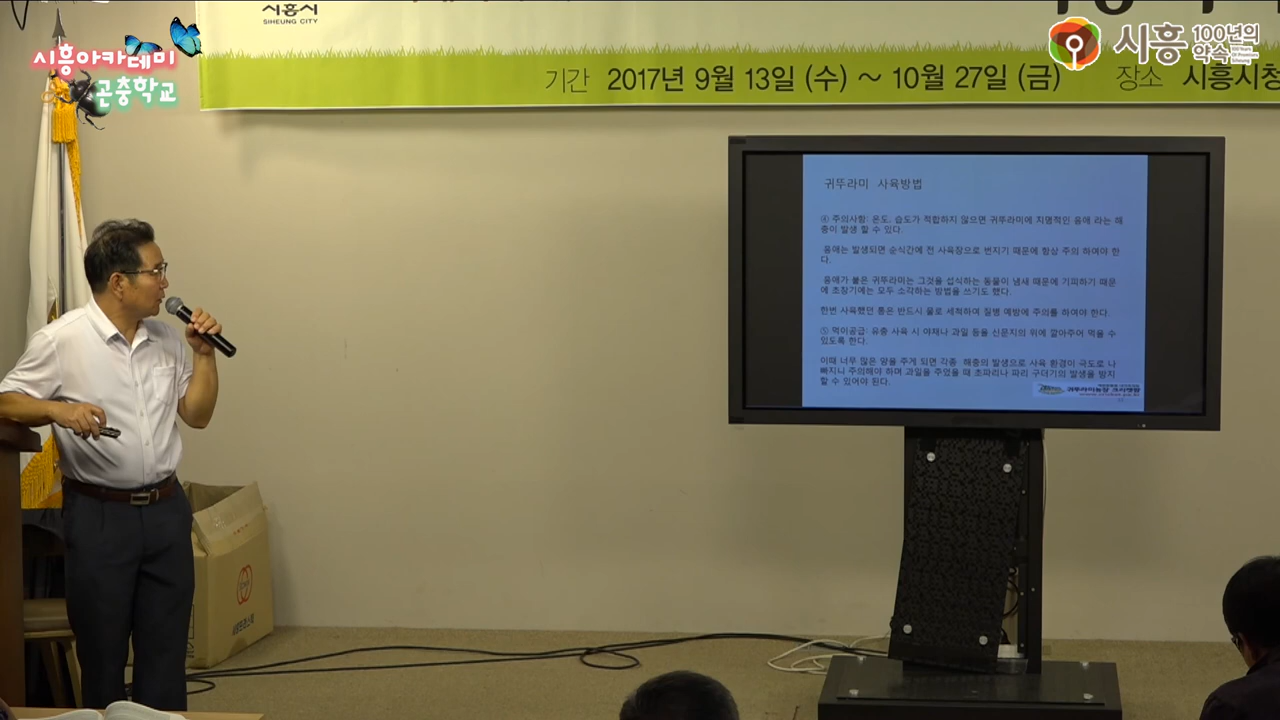 시흥시
SIHEUNG CITY
시흥아카데미
곤충학교
시흥 100년의
약속
기간 2017년 9월 13일 (수) ~ 10월 27일 (금) 장소 시흥시청
귀뚜라미 사육방법
④ 주의사항: 온도, 습도가 적합하지 않으면 귀뚜라미에 치명적인 응애 라는 해
충이 발생 할 수 있다.
응애는 발생되면 순식간에 전 사육장으로 번지기 때문에 항상 주의 하여야 한
다.
응애가 붙은 귀뚜라미는 그것을 섭식하는 동물이 냄새 때문에 기피하기 때문
에 초창기에는 모두 소각하는 방법을 쓰기도 했다.
한번 사육했던 통은 반드시 물로 세척하여 질병 예방에 주의를 하여야 한다.
⑤ 먹이공급: 유충 사육 시 야채나 과일 등을 신문지의 위에 깔아주어 먹을 수
있도록 한다.
이때 너무 많은 양을 주게 되면 각종 해충의 발생으로 사육 환경이 극도로 나
빠지니 주의해야 하며 과일을 주었을 때 초파리나 파리 구더기의 발생을 방지
할 수 있어야 된다.
귀뚜라미농장 크리켓팜